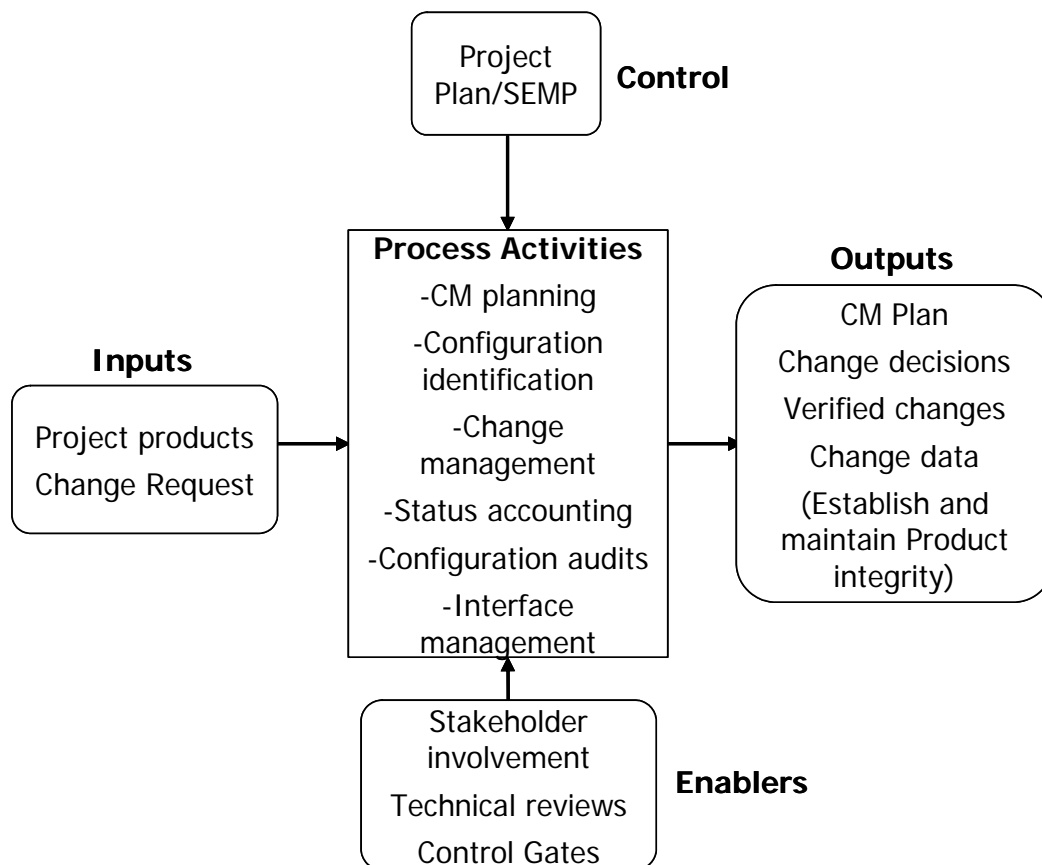 Project
Plan/SEMP
Control
Process Activities
-CM planning
-Configuration
identification
-Change
management
-Status accounting
-Configuration audits
-Interface
management
Inputs
Project products
Change Request
Outputs
CM Plan
Change decisions
Verified changes
Change data
(Establish and
maintain Product
integrity)
Stakeholder
involvement
Technical reviews
Control Gates
Enablers